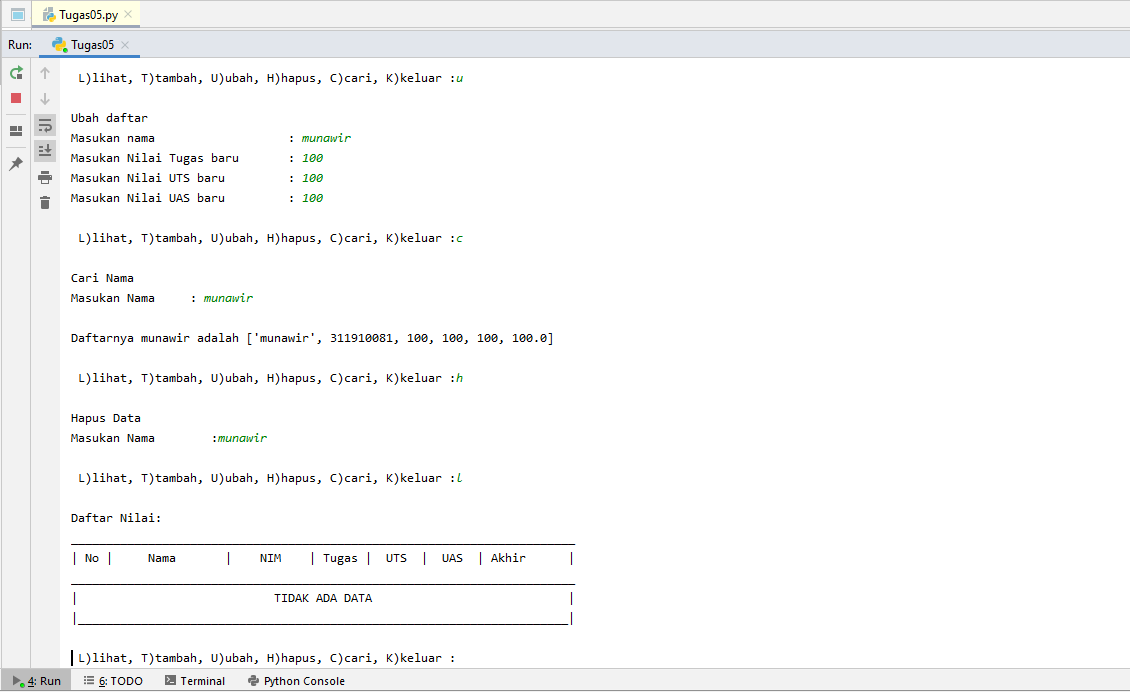 Tugas05.py ×
Run: Tugas05 ×
L)lihat, T)tambah, U)ubah, H)hapus, C)cari, K)keluar :u
Ubah daftar
Masukan nama : munawir
Masukan Nilai Tugas baru : 100
Masukan Nilai UTS baru : 100
Masukan Nilai UAS baru : 100
L)lihat, T)tambah, U)ubah, H)hapus, C)cari, K)keluar :c
Cari Nama
Masukan Nama : munawir
Daftarnya munawir adalah ['munawir', 311910081, 100, 100, 100, 100.0]
L)lihat, T)tambah, U)ubah, H)hapus, C)cari, K)keluar :h
Hapus Data
Masukan Nama :munawir
L)lihat, T)tambah, U)ubah, H)hapus, C)cari, K)keluar :l
Daftar Nilai:
| No | Nama | NIM | Tugas | UTS | UAS | Akhir |
| TIDAK ADA DATA |
L)lihat, T)tambah, U)ubah, H)hapus, C)cari, K)keluar :
4: Run 6: TODO Terminal Python Console